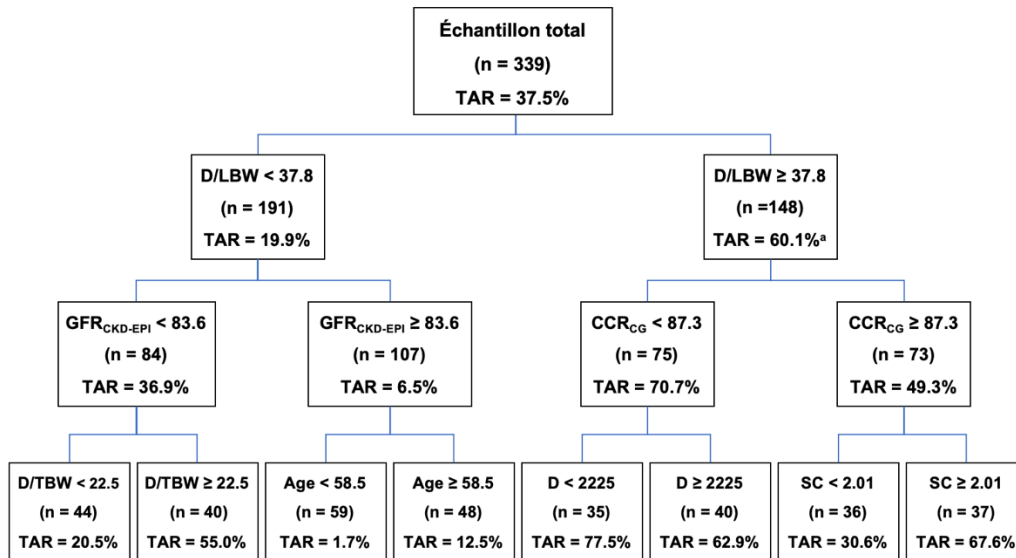 Échantillon total
(n = 339)
TAR = 37.5%
D/LBW < 37.8
(n = 191)
TAR = 19.9%
D/LBW ≥ 37.8
(n =148)
TAR = 60.1%ᵃ
GFR_CKD-EPI < 83.6
(n = 84)
TAR = 36.9%
GFR_CKD-EPI ≥ 83.6
(n = 107)
TAR = 6.5%
CCR_CG < 87.3
(n = 75)
TAR = 70.7%
CCR_CG ≥ 87.3
(n = 73)
TAR = 49.3%
D/TBW < 22.5
(n = 44)
TAR = 20.5%
D/TBW ≥ 22.5
(n = 40)
TAR = 55.0%
Age < 58.5
(n = 59)
TAR = 1.7%
Age ≥ 58.5
(n = 48)
TAR = 12.5%
D < 2225
(n = 35)
TAR = 77.5%
D ≥ 2225
(n = 40)
TAR = 62.9%
SC < 2.01
(n = 36)
TAR = 30.6%
SC ≥ 2.01
(n = 37)
TAR = 67.6%